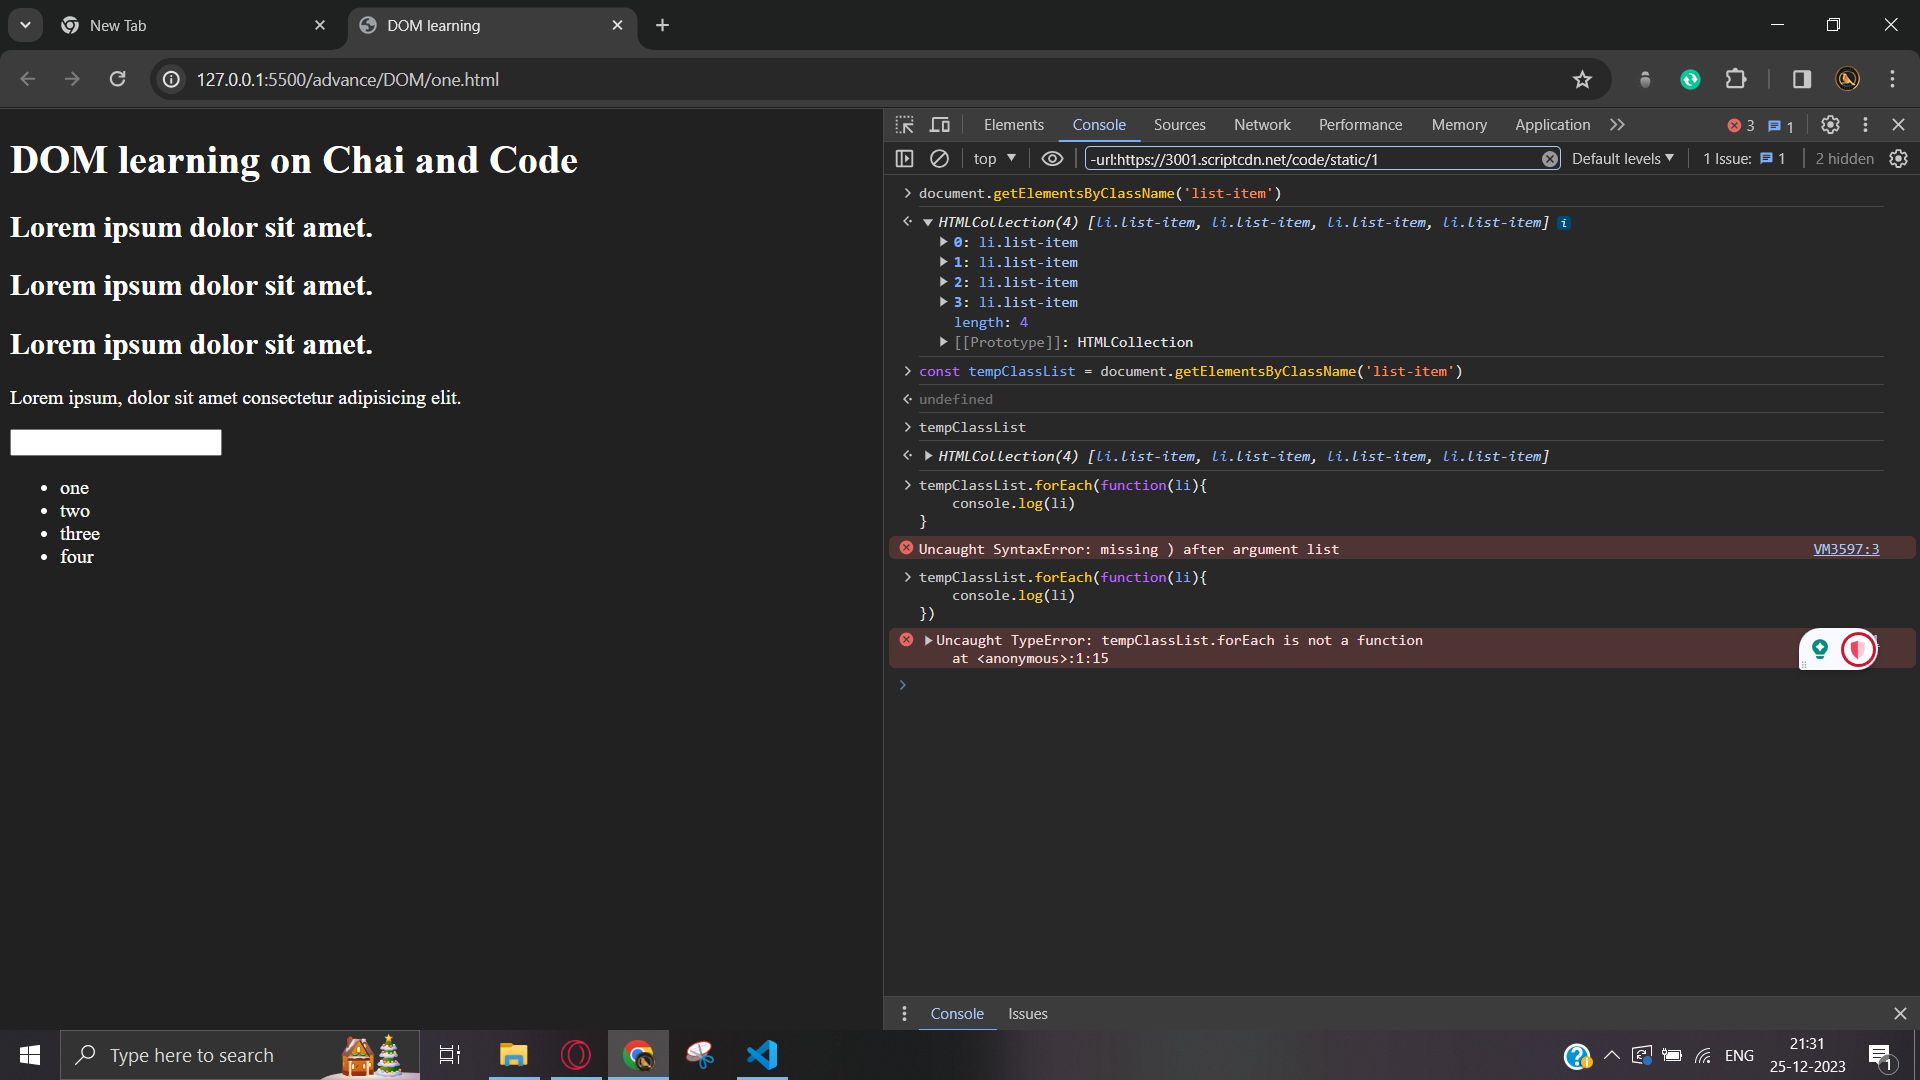 New Tab
DOM learning
127.0.0.1:5500/advance/DOM/one.html
DOM learning on Chai and Code
Lorem ipsum dolor sit amet.
Lorem ipsum dolor sit amet.
Lorem ipsum dolor sit amet.
Lorem ipsum, dolor sit amet consectetur adipisicing elit.
one
two
three
four
Elements Console Sources Network Performance Memory Application 3 1
top -url:https://3001.scriptcdn.net/code/static/1 Default levels 1 Issue: 1 2 hidden
document.getElementsByClassName('list-item')
HTMLCollection(4) [li.list-item, li.list-item, li.list-item, li.list-item]
0: li.list-item
1: li.list-item
2: li.list-item
3: li.list-item
length: 4
[[Prototype]]: HTMLCollection
const tempClassList = document.getElementsByClassName('list-item')
undefined
tempClassList
HTMLCollection(4) [li.list-item, li.list-item, li.list-item, li.list-item]
tempClassList.forEach(function(li){
console.log(li)
}
Uncaught SyntaxError: missing ) after argument list VM3597:3
tempClassList.forEach(function(li){
console.log(li)
})
Uncaught TypeError: tempClassList.forEach is not a function
at <anonymous>:1:15
Console Issues
Type here to search
ENG
21:31
25-12-2023
1